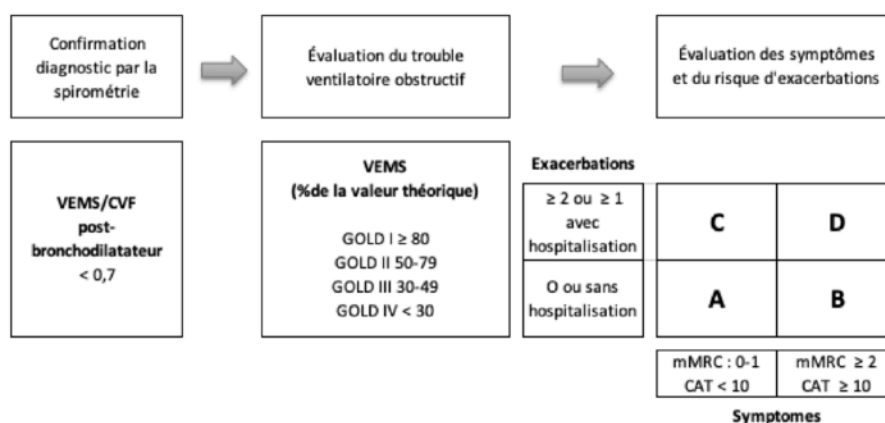 Confirmation
diagnostic par la
spirométrie
Évaluation du trouble
ventilatoire obstructif
Évaluation des symptômes
et du risque d'exacerbations
VEMS/CVF
post-
bronchodilatateur
< 0,7
VEMS
(%de la valeur théorique)
GOLD I ≥ 80
GOLD II 50-79
GOLD III 30-49
GOLD IV < 30
Exacerbations
≥ 2 ou ≥ 1
avec
hospitalisation
C
D
O ou sans
hospitalisation
A
B
mMRC : 0-1
CAT < 10
mMRC ≥ 2
CAT ≥ 10
Symptomes